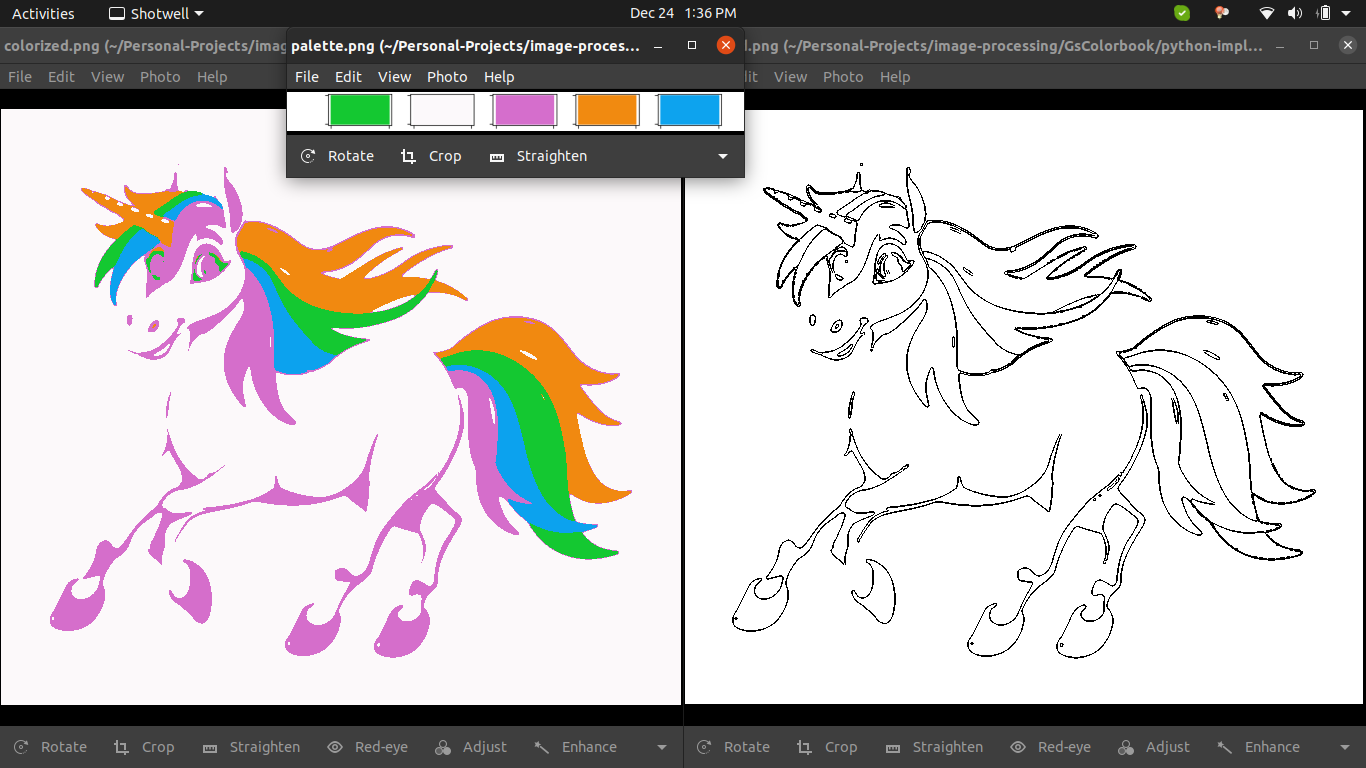 Activities Shotwell Dec 24 1:36 PM
colorized.png (~/Personal-Projects/ima
palette.png (~/Personal-Projects/image-proces...
d.png (~/Personal-Projects/image-processing/GsColorbook/python-impl...
File Edit View Photo Help
File Edit View Photo Help
View Photo Help
Rotate Crop Straighten
Rotate Crop Straighten Red-eye Adjust Enhance
Rotate Crop Straighten Red-eye Adjust Enhance